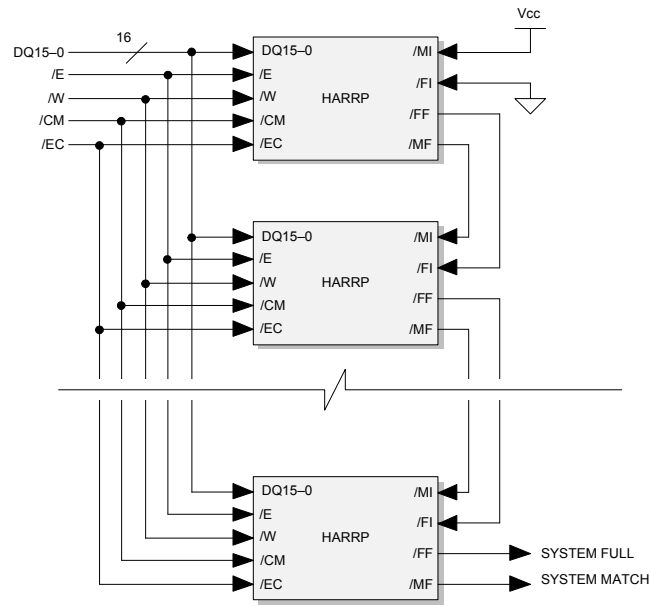 Vcc
16
DQ15–0
/E
/W
/CM
/EC
DQ15–0
/E
/W
/CM
/EC
HARRP
/MI
/FI
/FF
/MF
DQ15–0
/E
/W
/CM
/EC
HARRP
/MI
/FI
/FF
/MF
DQ15–0
/E
/W
/CM
/EC
HARRP
/MI
/FI
/FF
/MF
SYSTEM FULL
SYSTEM MATCH